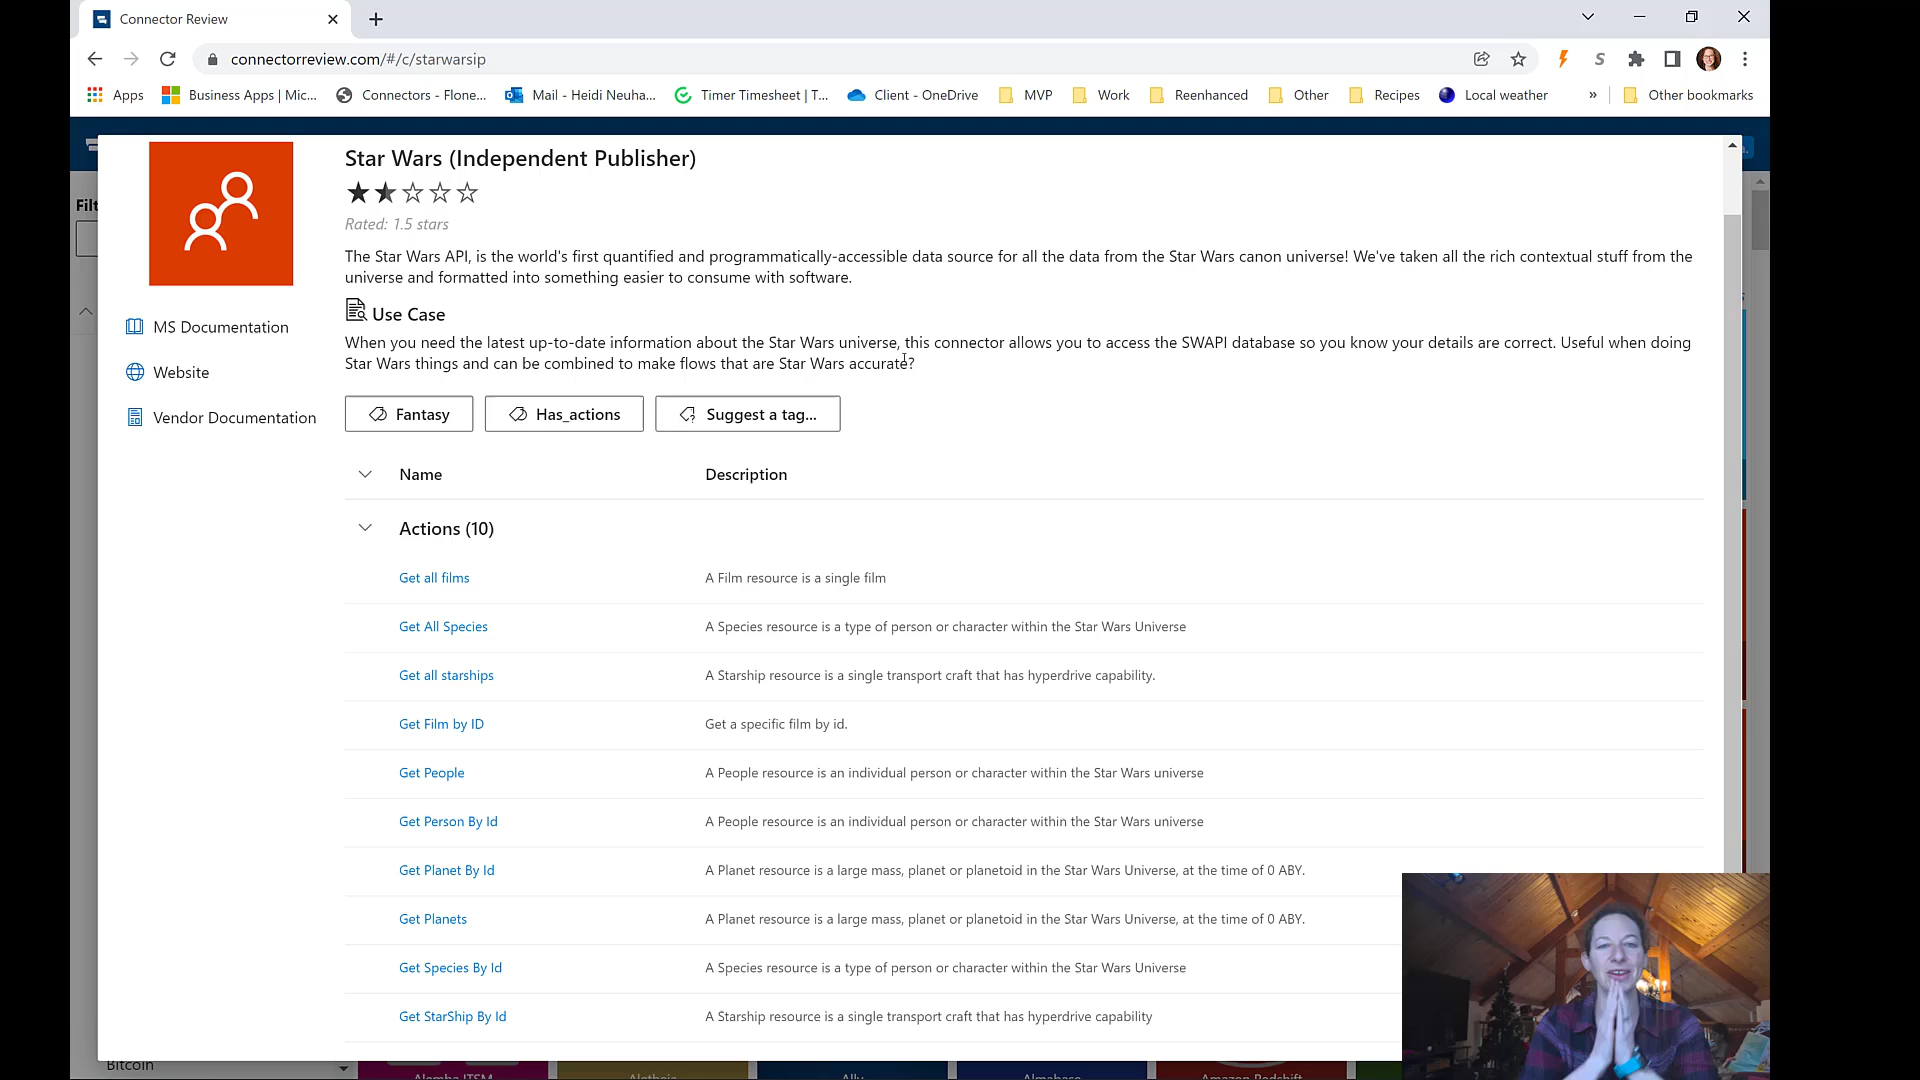 Connector Review
connectorreview.com/#/c/starwarsip
Apps
Business Apps | Mic...
Connectors - Flone...
Mail - Heidi Neuha...
Timer Timesheet | T...
Client - OneDrive
MVP
Work
Reenhanced
Other
Recipes
Local weather
»
Other bookmarks
Filt
Star Wars (Independent Publisher)
Rated: 1.5 stars
The Star Wars API, is the world's first quantified and programmatically-accessible data source for all the data from the Star Wars canon universe! We've taken all the rich contextual stuff from the
universe and formatted into something easier to consume with software.
Use Case
When you need the latest up-to-date information about the Star Wars universe, this connector allows you to access the SWAPI database so you know your details are correct. Useful when doing
Star Wars things and can be combined to make flows that are Star Wars accurate?
MS Documentation
Website
Vendor Documentation
Fantasy
Has_actions
Suggest a tag...
Name Description
Actions (10)
Get all films A Film resource is a single film
Get All Species A Species resource is a type of person or character within the Star Wars Universe
Get all starships A Starship resource is a single transport craft that has hyperdrive capability.
Get Film by ID Get a specific film by id.
Get People A People resource is an individual person or character within the Star Wars universe
Get Person By Id A People resource is an individual person or character within the Star Wars universe
Get Planet By Id A Planet resource is a large mass, planet or planetoid in the Star Wars Universe, at the time of 0 ABY.
Get Planets A Planet resource is a large mass, planet or planetoid in the Star Wars Universe, at the time of 0 ABY.
Get Species By Id A Species resource is a type of person or character within the Star Wars Universe
Get StarShip By Id A Starship resource is a single transport craft that has hyperdrive capability
Bitcoin
Alemba ITSM
Aletheia
Ally
Almabase
Amazon Redshift